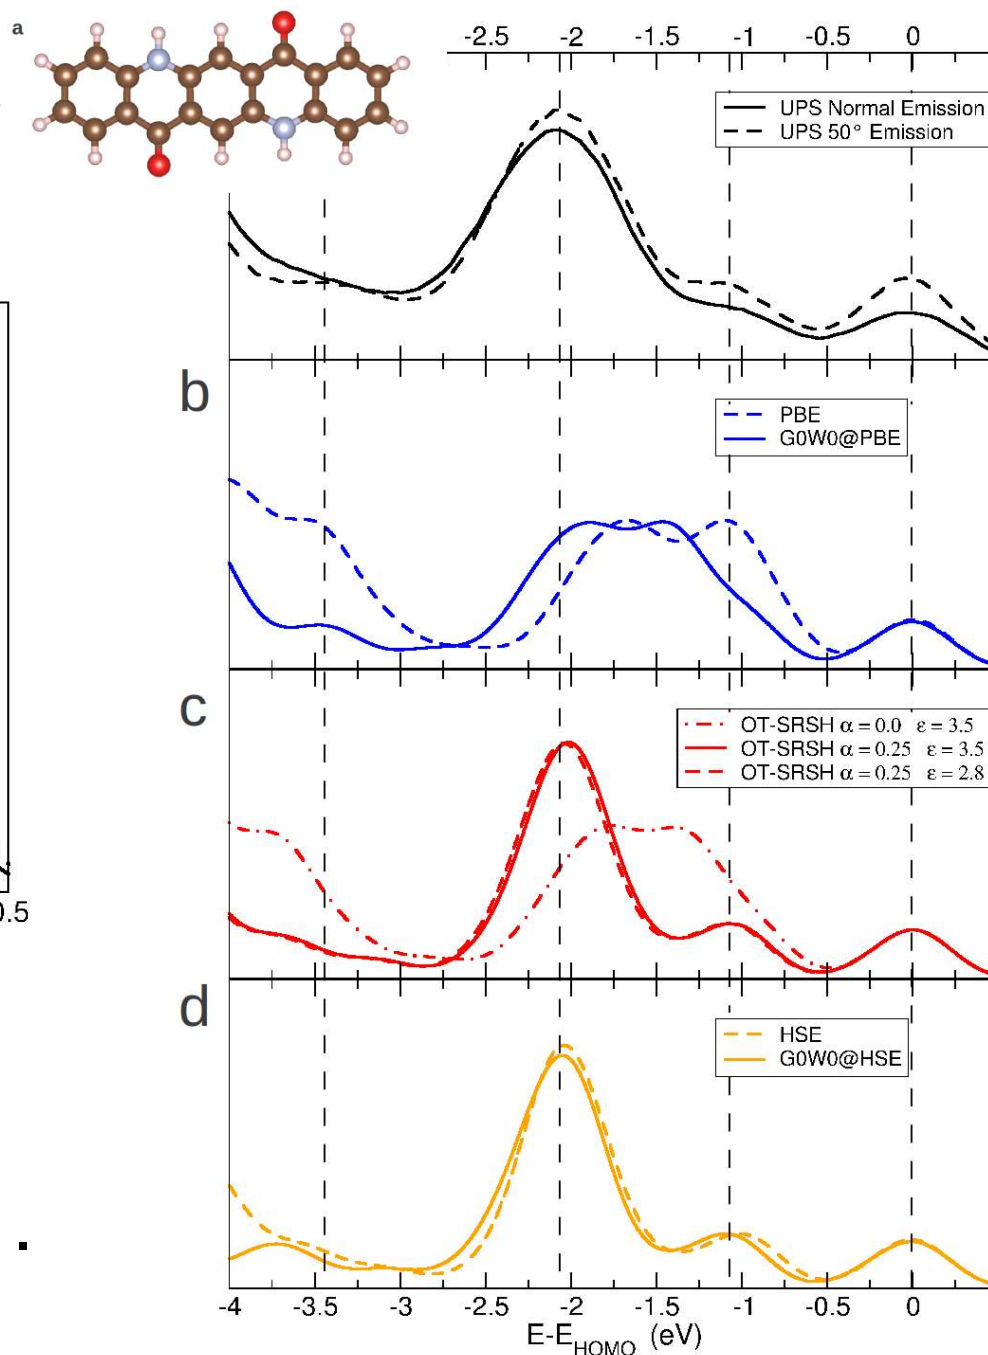 a
-2.5 -2 -1.5 -1 -0.5 0
UPS Normal Emission
UPS 50° Emission
b
PBE
G0W0@PBE
c
OT-SRSH α = 0.0 ε = 3.5
OT-SRSH α = 0.25 ε = 3.5
OT-SRSH α = 0.25 ε = 2.8
0.5
d
HSE
G0W0@HSE
-4 -3.5 -3 -2.5 -2 -1.5 -1 -0.5 0
E-E_HOMO (eV)